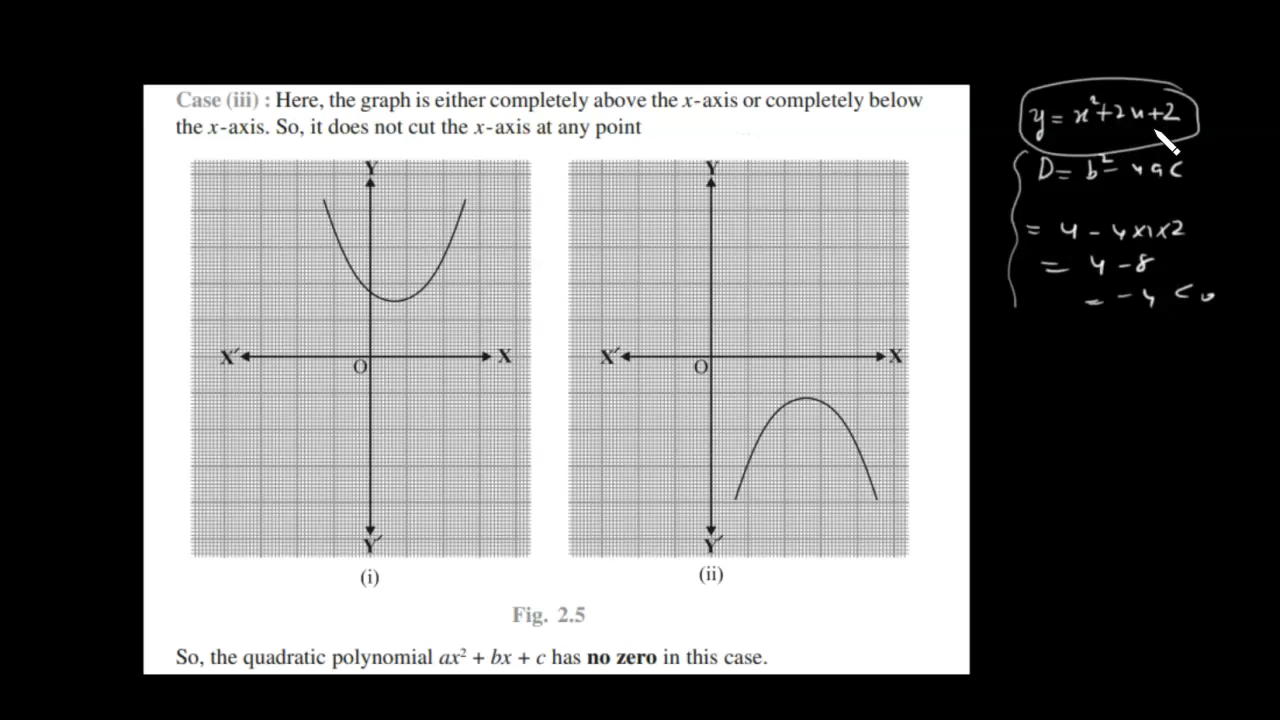 Case (iii) : Here, the graph is either completely above the x-axis or completely below
the x-axis. So, it does not cut the x-axis at any point
Y
X′ O X
Y′
(i)
Y
X′ O X
Y′
(ii)
Fig. 2.5
So, the quadratic polynomial ax² + bx + c has no zero in this case.
y = x²+2x+2
D = b² - 4ac
= 4 - 4×1×2
= 4 - 8
= -4 < 0